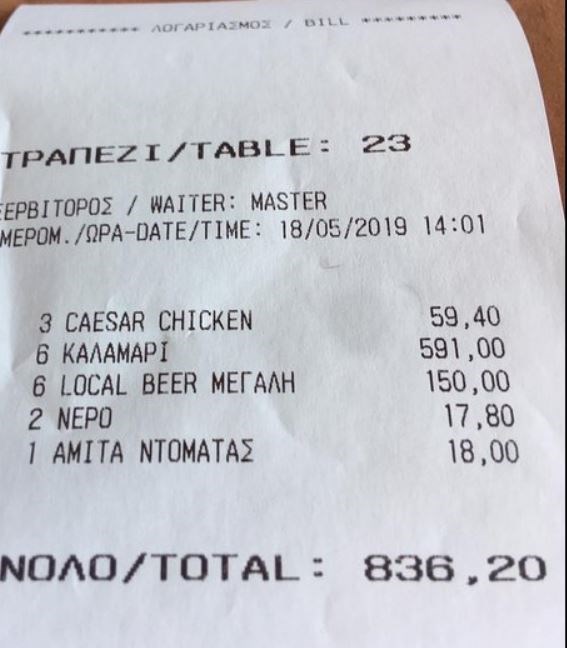 *********** ΛΟΓΑΡΙΑΣΜΟΣ / BILL *********
ΤΡΑΠΕΖΙ/TABLE: 23
ΕΡΒΙΤΟΡΟΣ / WAITER: MASTER
ΜΕΡΟΜ./ΩΡΑ-DATE/TIME: 18/05/2019 14:01
3 CAESAR CHICKEN 59,40
6 ΚΑΛΑΜΑΡΙ 591,00
6 LOCAL BEER ΜΕΓΑΛΗ 150,00
2 ΝΕΡΟ 17,80
1 ΑΜΙΤΑ ΝΤΟΜΑΤΑΣ 18,00
ΝΟΛΟ/TOTAL: 836,20